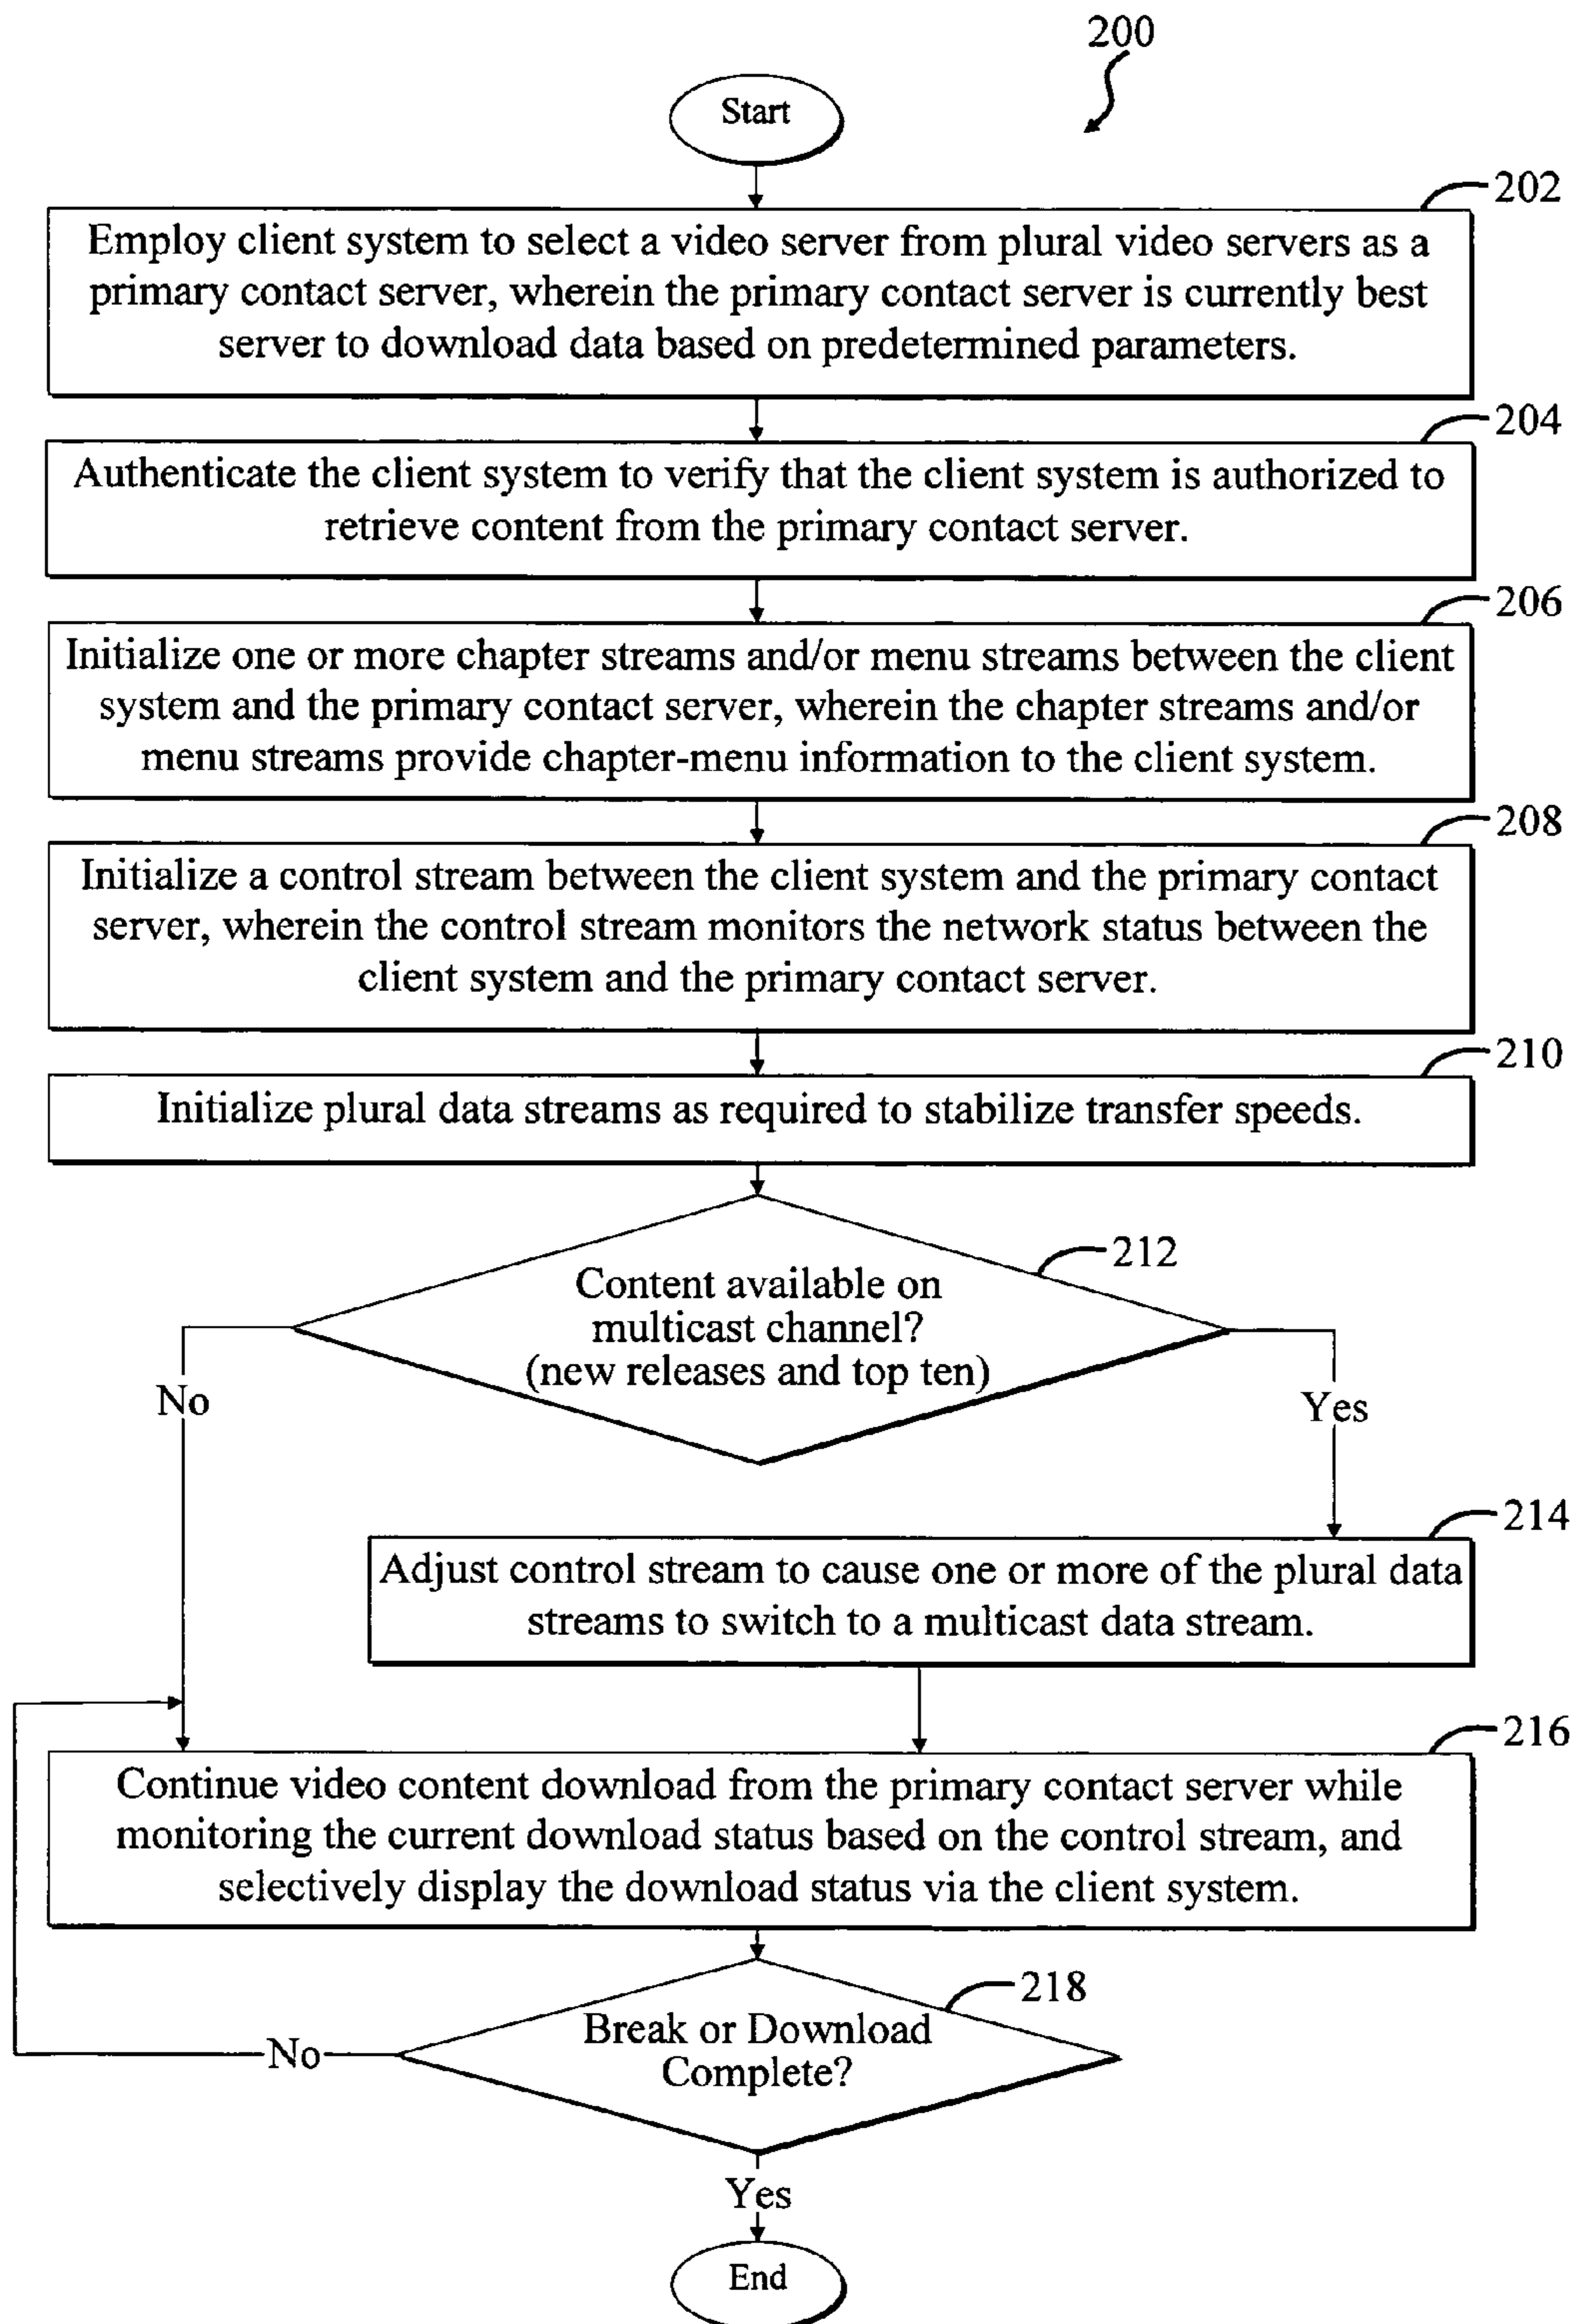 200
Start
202
Employ client system to select a video server from plural video servers as a
primary contact server, wherein the primary contact server is currently best
server to download data based on predetermined parameters.
204
Authenticate the client system to verify that the client system is authorized to
retrieve content from the primary contact server.
206
Initialize one or more chapter streams and/or menu streams between the client
system and the primary contact server, wherein the chapter streams and/or
menu streams provide chapter-menu information to the client system.
208
Initialize a control stream between the client system and the primary contact
server, wherein the control stream monitors the network status between the
client system and the primary contact server.
210
Initialize plural data streams as required to stabilize transfer speeds.
212
Content available on
multicast channel?
(new releases and top ten)
No
Yes
214
Adjust control stream to cause one or more of the plural data
streams to switch to a multicast data stream.
216
Continue video content download from the primary contact server while
monitoring the current download status based on the control stream, and
selectively display the download status via the client system.
218
Break or Download
Complete?
No
Yes
End